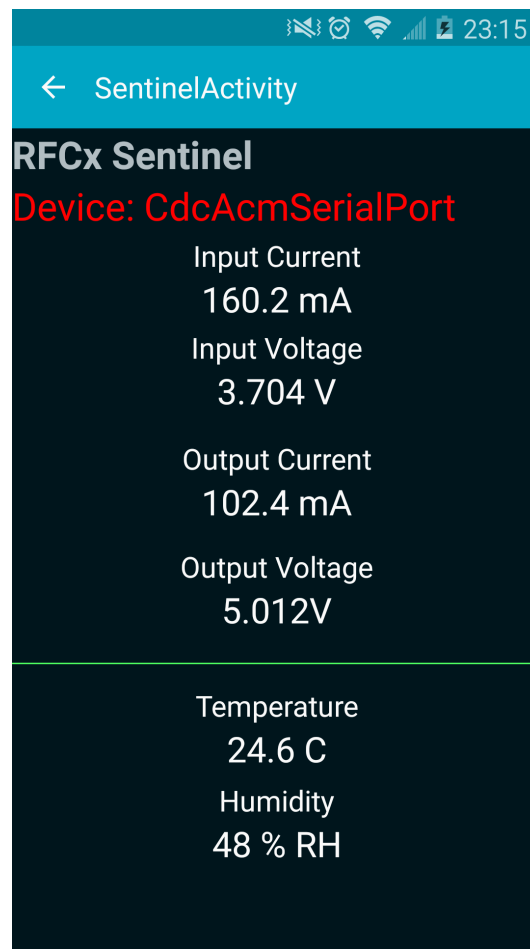 23:15
SentinelActivity
RFCx Sentinel
Device: CdcAcmSerialPort
Input Current
160.2 mA
Input Voltage
3.704 V
Output Current
102.4 mA
Output Voltage
5.012V
Temperature
24.6 C
Humidity
48 % RH